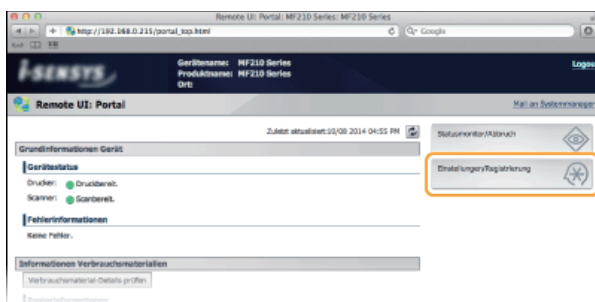 Remote UI: Portal: MF210 Series: MF210 Series
http://192.168.0.215/portal_top.html
Google
i-SENSYS
Gerätename: MF210 Series
Produktname: MF210 Series
Ort:
Logout
Remote UI: Portal
Mail an Systemmanager
Zuletzt aktualisiert:10/08 2014 04:55 PM
Statusmonitor/Abbruch
Grundinformationen Gerät
Einstellungen/Registrierung
Gerätestatus
Drucker: Druckbereit.
Scanner: Scanbereit.
Fehlerinformationen
Keine Fehler.
Informationen Verbrauchsmaterialien
Verbrauchsmaterial-Details prüfen